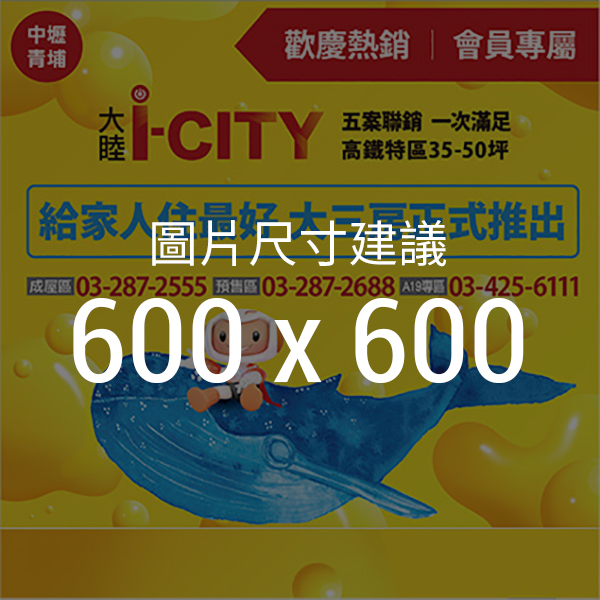 中壢
青埔
歡慶熱銷 | 會員專屬
大陸 i-CITY
五案聯銷 一次滿足
高鐵特區35-50坪
給家人住最好 大三房正式推出
圖片尺寸建議
成屋區 03-287-2555 預售區 03-287-2688 A19專區 03-425-6111
600 x 600